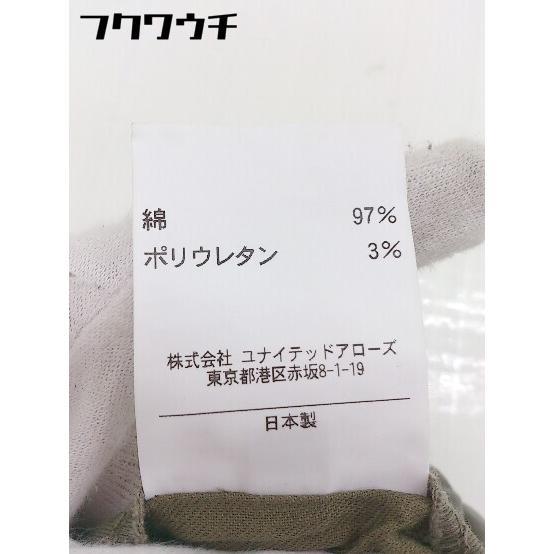 フクワウチ
綿 97%
ポリウレタン 3%
株式会社 ユナイテッドアローズ
東京都港区赤坂8-1-19
日本製